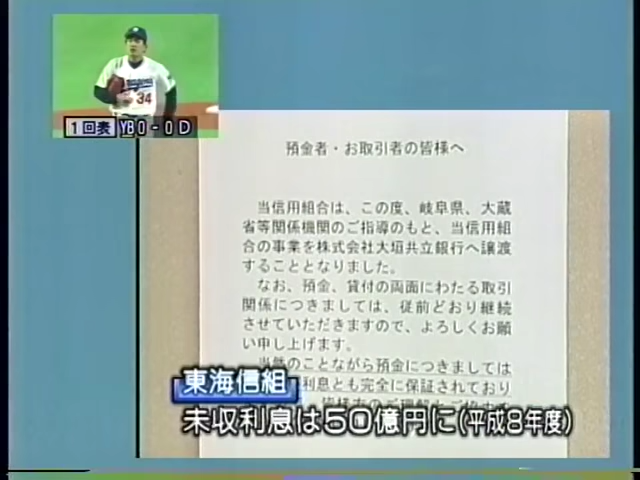 34
1回表 YB 0 - 0 D
預金者・お取引者の皆様へ
当信用組合は、この度、岐阜県、大蔵
省等関係機関のご指導のもと、当信用組
合の事業を株式会社大垣共立銀行へ譲渡
することとなりました。
なお、預金、貸付の両面にわたる取引
関係につきましては、従前どおり継続
させていただきますので、よろしくお願
い申し上げます。
当然のことながら預金につきましては
利息とも完全に保証されており
東海信組
未収利息は50億円に(平成8年度)